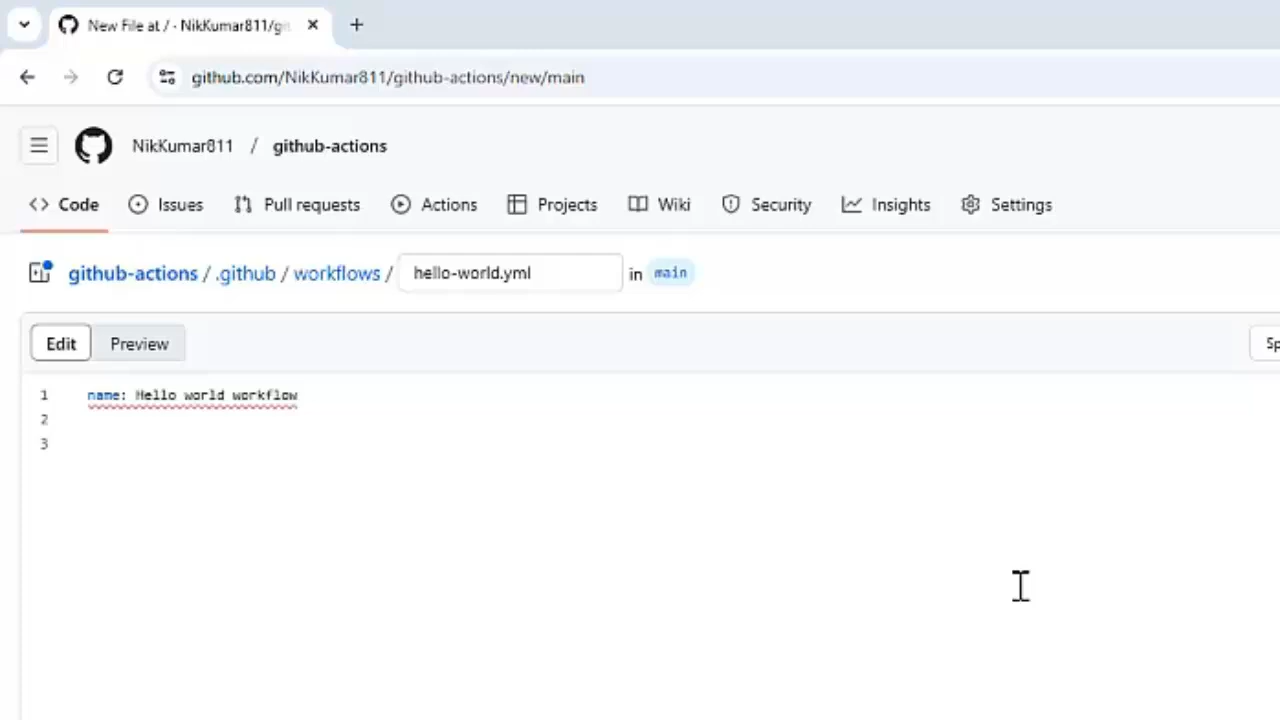 New File at / · NikKumar811/gi
github.com/NikKumar811/github-actions/new/main
NikKumar811 / github-actions
Code Issues Pull requests Actions Projects Wiki Security Insights Settings
github-actions / .github / workflows / hello-world.yml in main
Edit Preview Sp
1 name: Hello world workflow
2
3